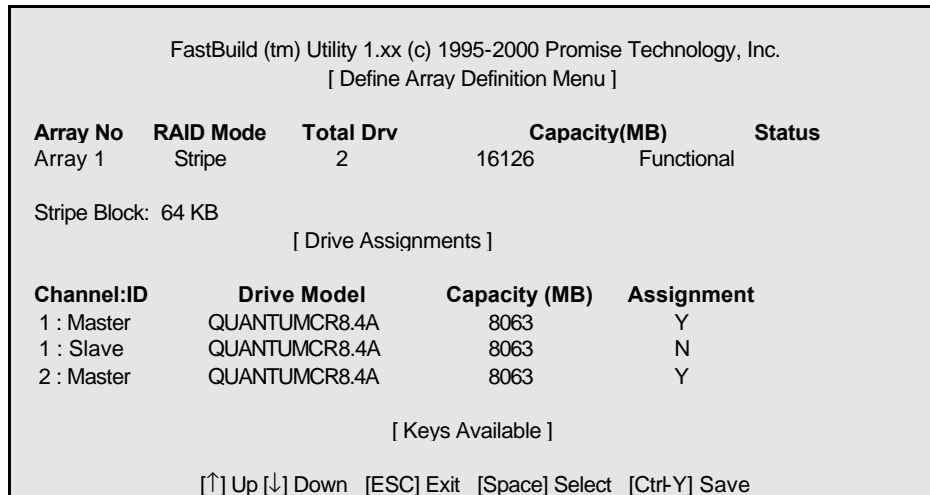 FastBuild (tm) Utility 1.xx (c) 1995-2000 Promise Technology, Inc.
[ Define Array Definition Menu ]
Array No RAID Mode Total Drv Capacity(MB) Status
Array 1 Stripe 2 16126 Functional
Stripe Block: 64 KB
[ Drive Assignments ]
Channel:ID Drive Model Capacity (MB) Assignment
1 : Master QUANTUMCR8.4A 8063 Y
1 : Slave QUANTUMCR8.4A 8063 N
2 : Master QUANTUMCR8.4A 8063 Y
[ Keys Available ]
[↑] Up [↓] Down [ESC] Exit [Space] Select [Ctrl-Y] Save